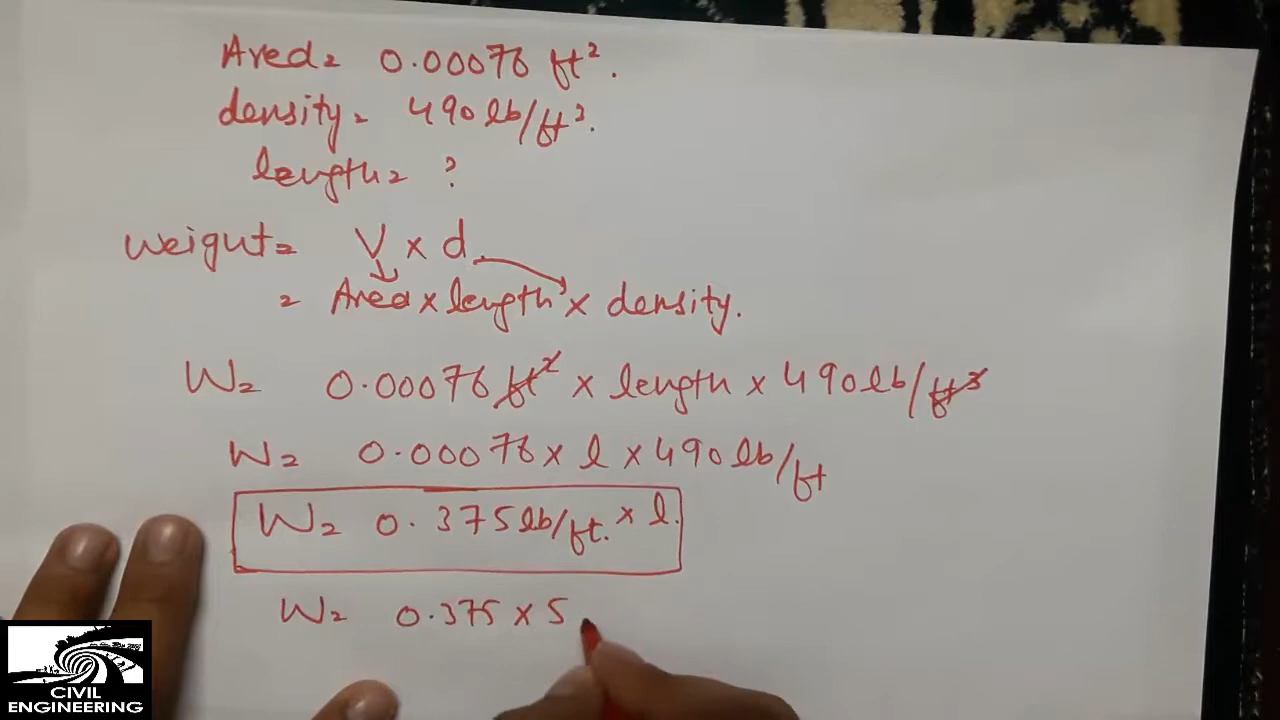 Area= 0.00076 ft².
density= 490 lb/ft³.
length= ?
Weight= V x d
= Area x length x density.
W= 0.00076 ft² x length x 490 lb/ft³
W= 0.00076 x l x 490 lb/ft
W= 0.375 lb/ft. x l.
W= 0.375 x 5
CIVIL
ENGINEERING